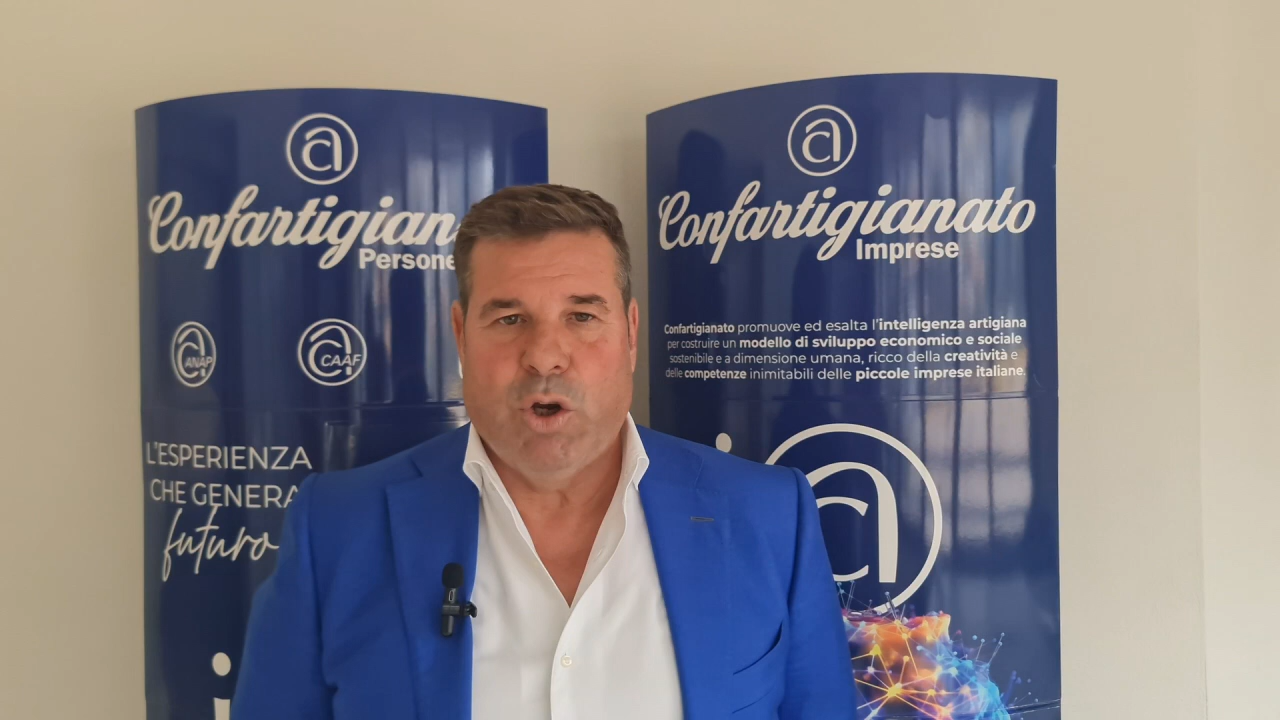 a
Confartigian
Persone
ANAP
CAAF
L'ESPERIENZA
CHE GENERA
futuro
i
a
Confartigianato
Imprese
Confartigianato promuove ed esalta l'intelligenza artigiana
per costruire un modello di sviluppo economico e sociale
sostenibile e a dimensione umana, ricco della creatività e
delle competenze inimitabili delle piccole imprese italiane.
a